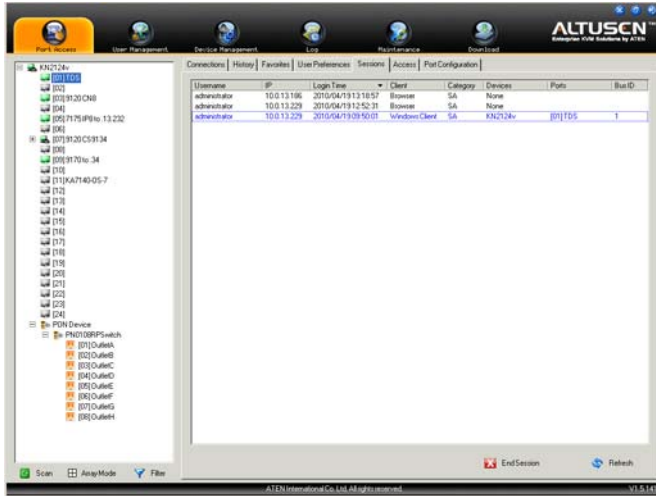 ALTUSEN™
Enterprise KVM Solutions by ATEN
Port Access User Management Device Management Log Maintenance Download
Connections History Favorites User Preferences Sessions Access Port Configuration
KN2124v
[01]TDS
[02]
[03]9120 CN8
[04]
[05]7175 IP8 to .13.232
[06]
[07]9120 CS9134
[08]
[09]9170 to .34
[10]
[11]KA7140-OS-7
[12]
[13]
[14]
[15]
[16]
[17]
[18]
[19]
[20]
[21]
[22]
[23]
[24]
PON Device
PN0108RPSwitch
[01]OutletA
[02]OutletB
[03]OutletC
[04]OutletD
[05]OutletE
[06]OutletF
[07]OutletG
[08]OutletH
Username IP Login Time Client Category Devices Ports Bus ID
administrator 10.0.13.186 2010/04/19 13:18:57 Browser SA None
administrator 10.0.13.229 2010/04/19 12:52:31 Browser SA None
administrator 10.0.13.229 2010/04/19 09:50:01 Windows Client SA KN2124v [01]TDS 1
End Session Refresh
Scan Array Mode Filter
ATEN International Co. Ltd. All rights reserved.
V1.5.141